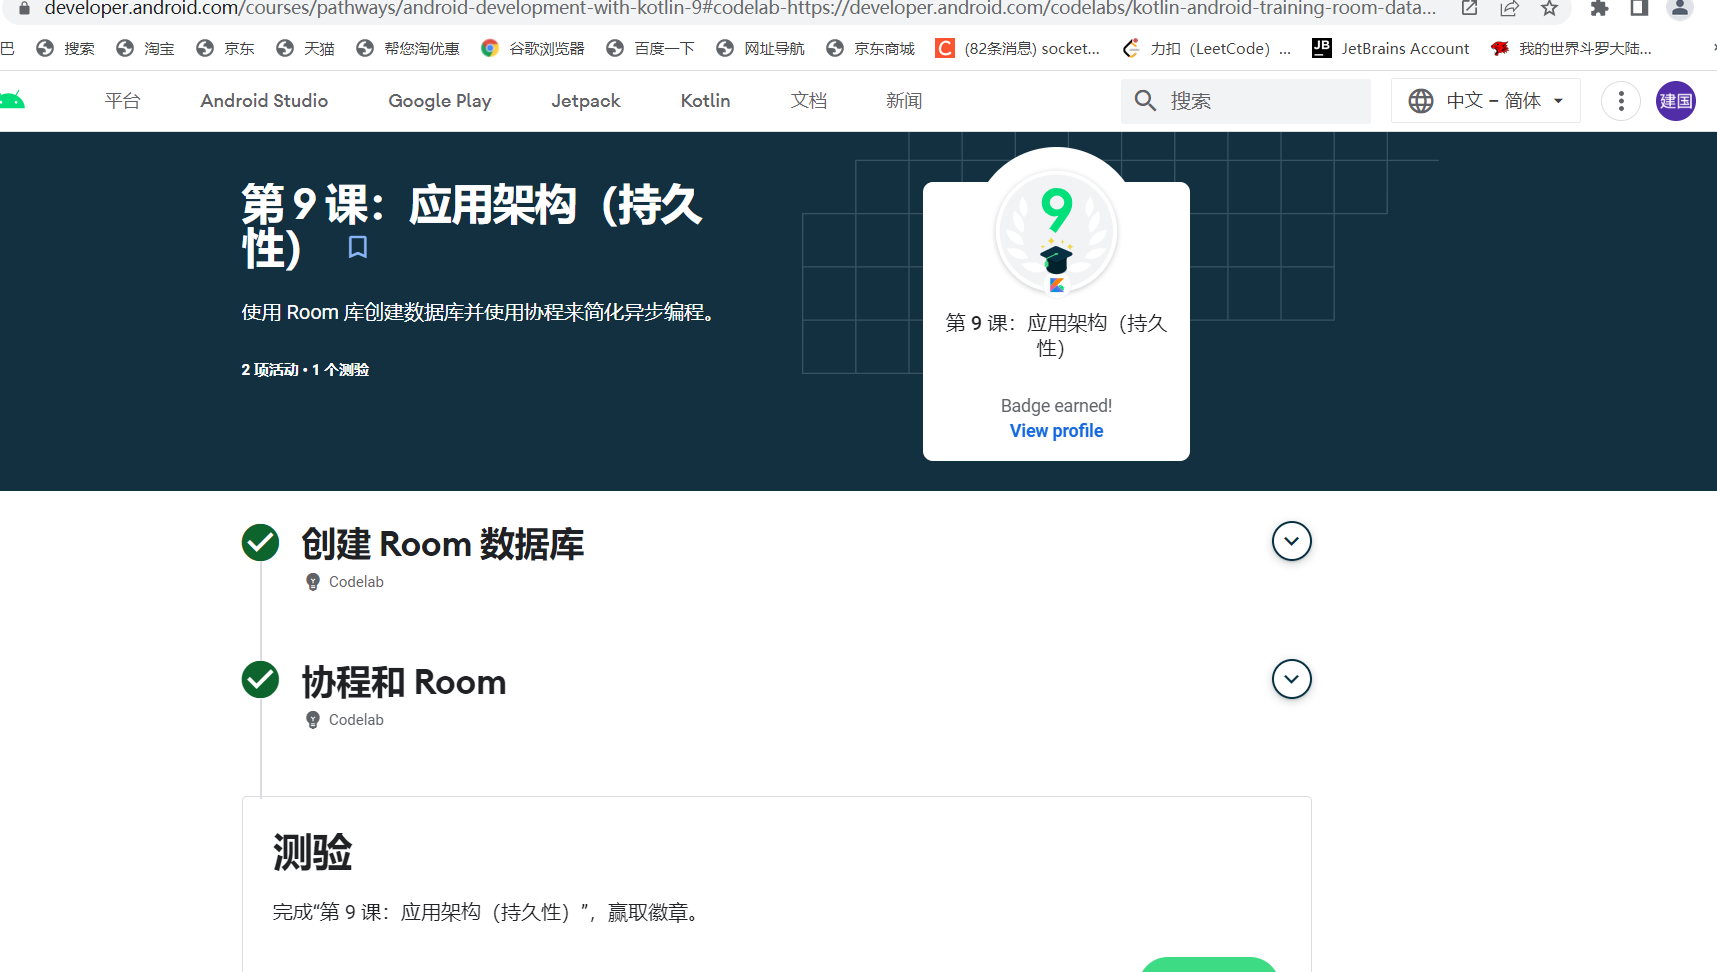 developer.android.com/courses/pathways/android-development-with-kotlin-9#codelab-https://developer.android.com/codelabs/kotlin-android-training-room-data...
巴 搜索 淘宝 京东 天猫 帮您淘优惠 谷歌浏览器 百度一下 网址导航 京东商城 C (82条消息) socket... 力扣（LeetCode）... JB JetBrains Account 我的世界斗罗大陆...
平台 Android Studio Google Play Jetpack Kotlin 文档 新闻 搜索 中文 – 简体 建国
第 9 课：应用架构（持久
性）
使用 Room 库创建数据库并使用协程来简化异步编程。
2 项活动 • 1 个测验
9
第 9 课：应用架构（持久
性）
Badge earned!
View profile
创建 Room 数据库
Codelab
协程和 Room
Codelab
测验
完成“第 9 课：应用架构（持久性）”，赢取徽章。